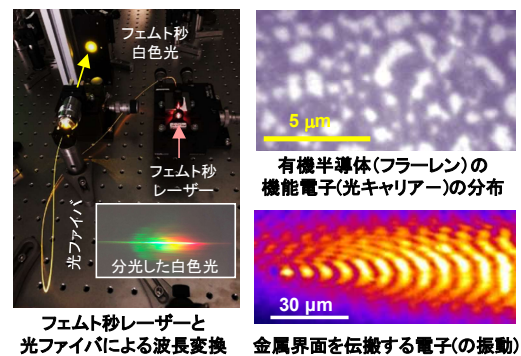 フェムト秒
白色光
フェムト秒
レーザー
光ファイバ
分光した白色光
フェムト秒レーザーと
光ファイバによる波長変換
5 μm
有機半導体(フラーレン)の
機能電子(光キャリアー)の分布
30 μm
金属界面を伝搬する電子(の振動)